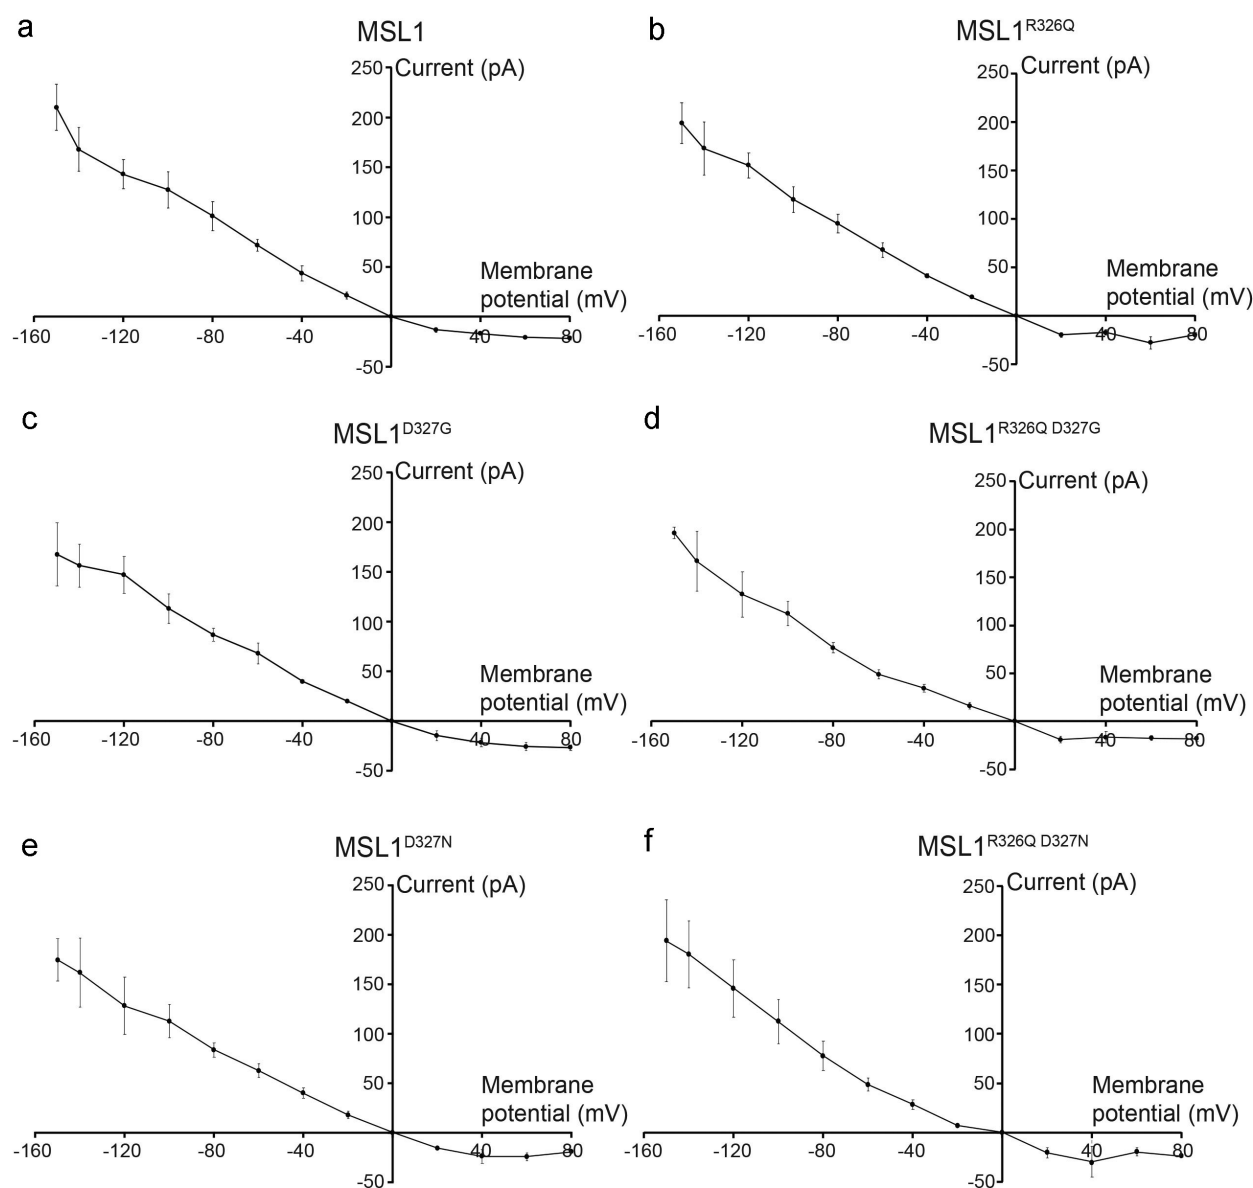 a
MSL1
250 Current (pA)
200
150
100
50
Membrane
potential (mV)
-160 -120 -80 -40 40 80
-50
b
MSL1R326Q
250 Current (pA)
200
150
100
50
Membrane
potential (mV)
-160 -120 -80 -40 40 80
-50
c
MSL1D327G
250 Current (pA)
200
150
100
50
Membrane
potential (mV)
-160 -120 -80 -40 40 80
-50
d
MSL1R326Q D327G
250 Current (pA)
200
150
100
50
Membrane
potential (mV)
-160 -120 -80 -40 40 80
-50
e
MSL1D327N
250 Current (pA)
200
150
100
50
Membrane
potential (mV)
-160 -120 -80 -40 40 80
-50
f
MSL1R326Q D327N
250 Current (pA)
200
150
100
50
Membrane
potential (mV)
-160 -120 -80 -40 40 80
-50